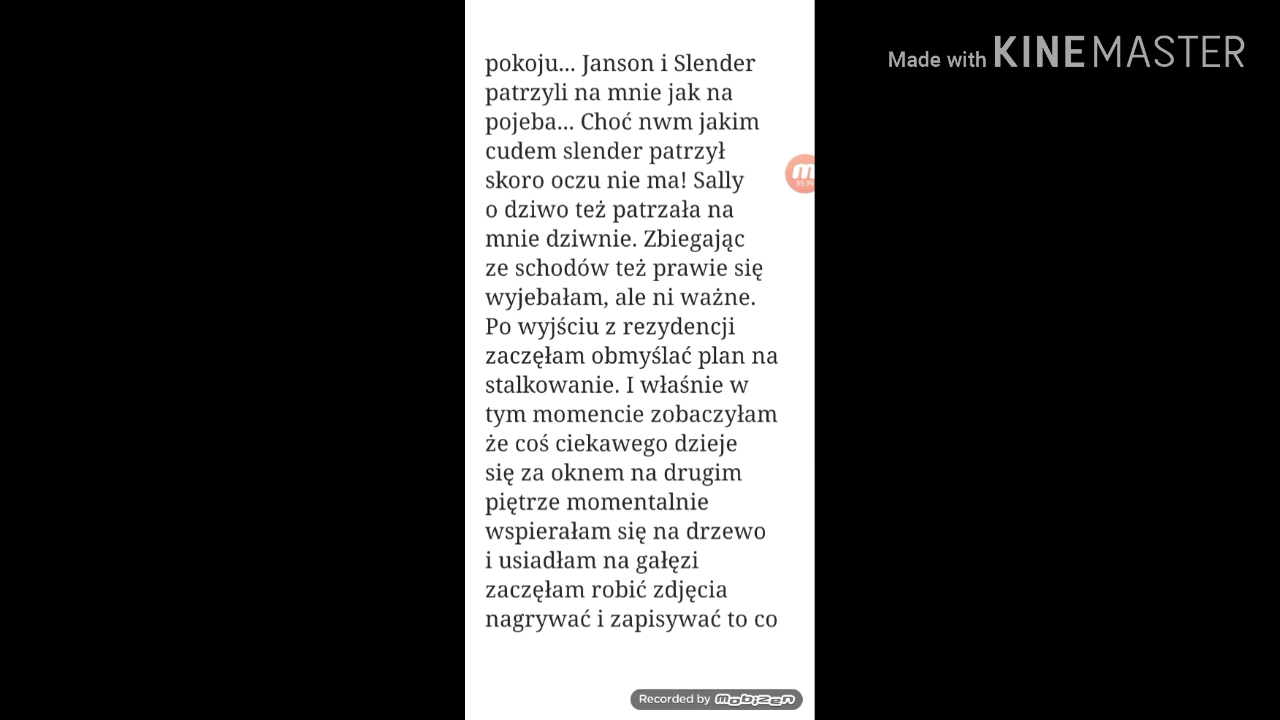 Made with KINEMASTER
pokoju... Janson i Slender
patrzyli na mnie jak na
pojeba... Choć nwm jakim
cudem slender patrzył
skoro oczu nie ma! Sally
o dziwo też patrzała na
mnie dziwnie. Zbiegając
ze schodów też prawie się
wyjebałam, ale ni ważne.
Po wyjściu z rezydencji
zaczęłam obmyślać plan na
stalkowanie. I właśnie w
tym momencie zobaczyłam
że coś ciekawego dzieje
się za oknem na drugim
piętrze momentalnie
wspierałam się na drzewo
i usiadłam na gałęzi
zaczęłam robić zdjęcia
nagrywać i zapisywać to co
Recorded by mobizen